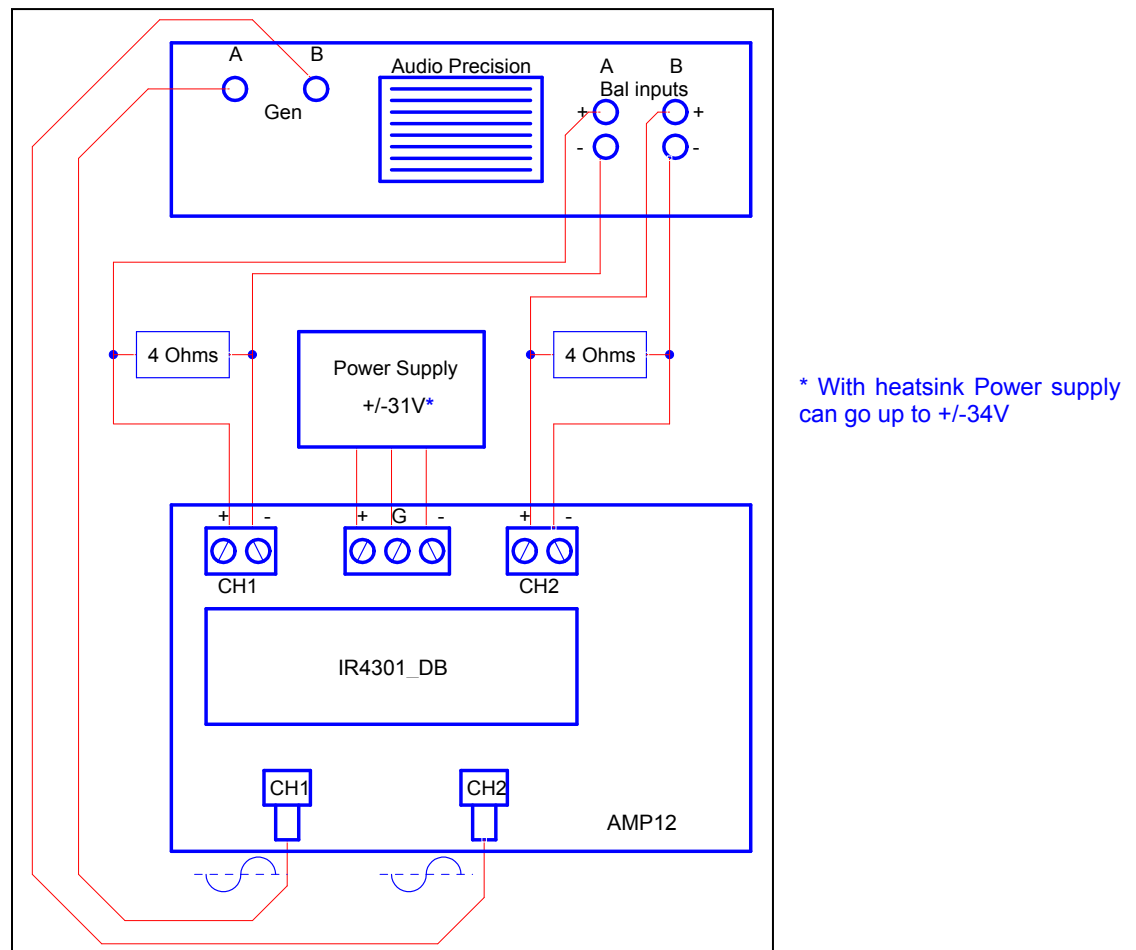 A B
Audio Precision
A B
Bal inputs
Gen
+ +
- -
4 Ohms
Power Supply
+/-31V*
4 Ohms
* With heatsink Power supply
can go up to +/-34V
+ -
+ G -
+ -
CH1
CH2
IR4301_DB
CH1
CH2
AMP12